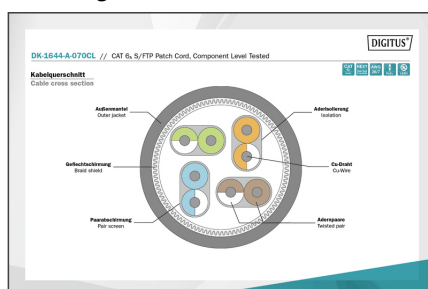 DIGITUS®
DK-1644-A-070CL // CAT 6A S/FTP Patch Cord, Component Level Tested
Kabelquerschnitt
Cable cross section
Außenmantel
Outer jacket
Aderisolierung
Isolation
Geflechtschirmung
Braid shield
Cu-Draht
Cu-Wire
Paarabschirmung
Pair screen
Adernpaare
Twisted pair